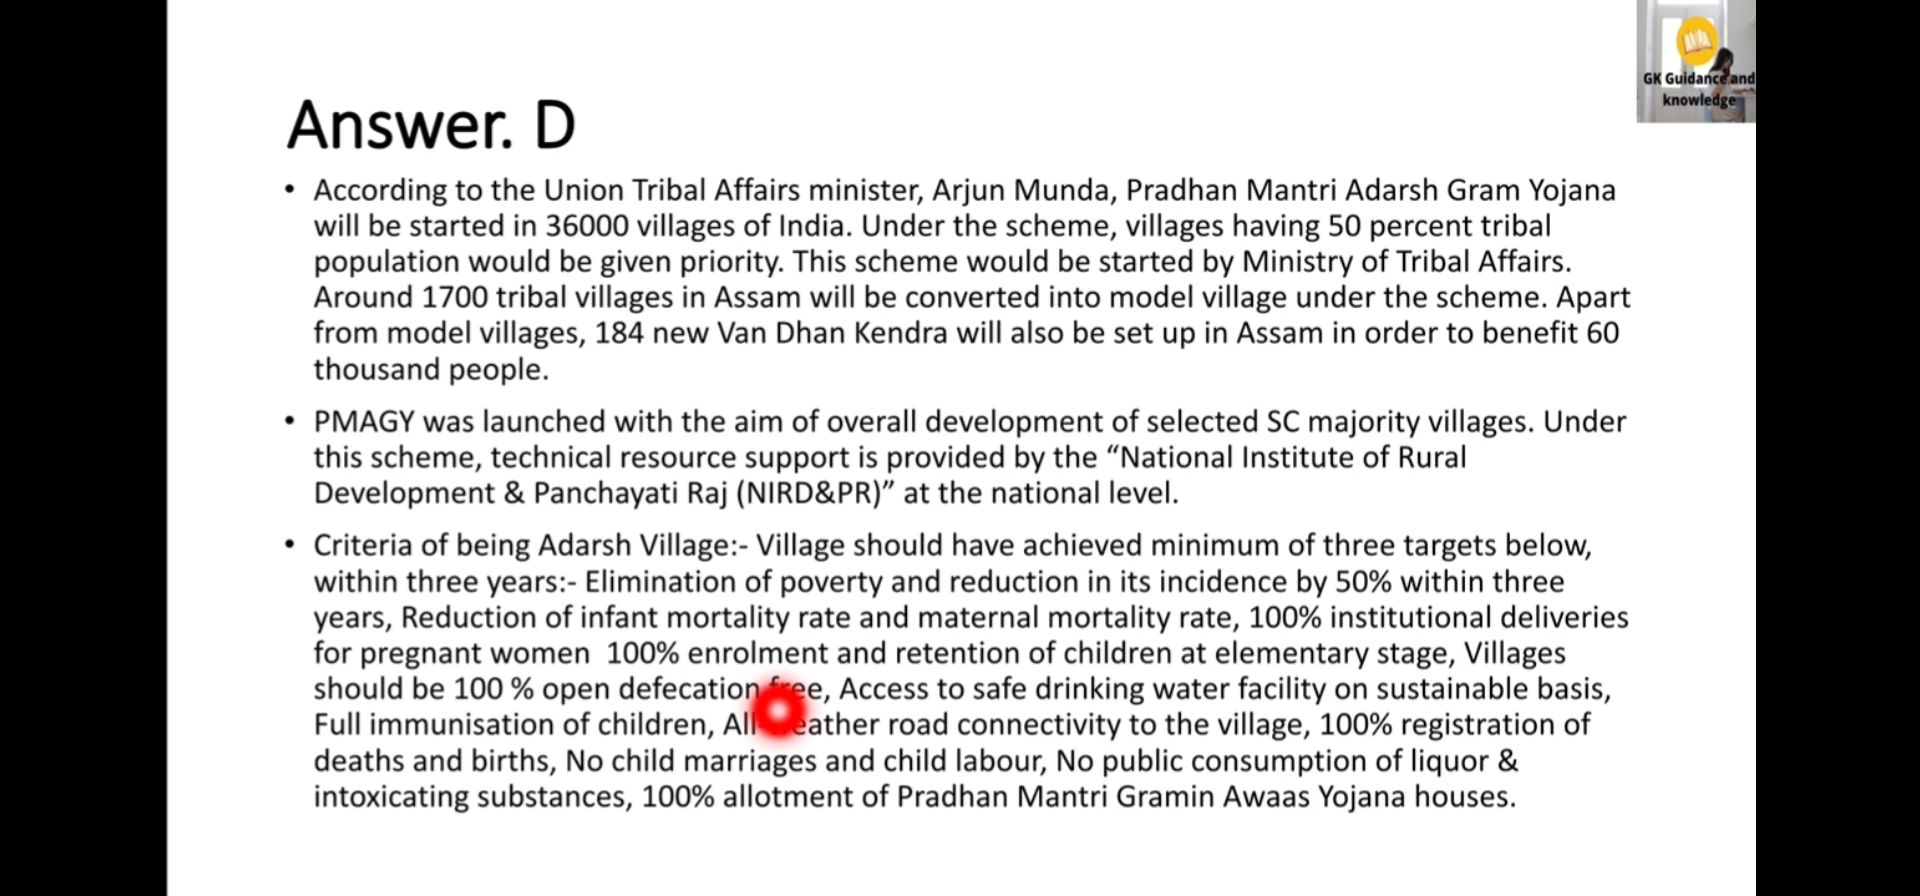 GK Guidance and
knowledge
Answer. D
• According to the Union Tribal Affairs minister, Arjun Munda, Pradhan Mantri Adarsh Gram Yojana
will be started in 36000 villages of India. Under the scheme, villages having 50 percent tribal
population would be given priority. This scheme would be started by Ministry of Tribal Affairs.
Around 1700 tribal villages in Assam will be converted into model village under the scheme. Apart
from model villages, 184 new Van Dhan Kendra will also be set up in Assam in order to benefit 60
thousand people.
• PMAGY was launched with the aim of overall development of selected SC majority villages. Under
this scheme, technical resource support is provided by the “National Institute of Rural
Development & Panchayati Raj (NIRD&PR)” at the national level.
• Criteria of being Adarsh Village:- Village should have achieved minimum of three targets below,
within three years:- Elimination of poverty and reduction in its incidence by 50% within three
years, Reduction of infant mortality rate and maternal mortality rate, 100% institutional deliveries
for pregnant women  100% enrolment and retention of children at elementary stage, Villages
should be 100 % open defecation free, Access to safe drinking water facility on sustainable basis,
Full immunisation of children, All weather road connectivity to the village, 100% registration of
deaths and births, No child marriages and child labour, No public consumption of liquor &
intoxicating substances, 100% allotment of Pradhan Mantri Gramin Awaas Yojana houses.